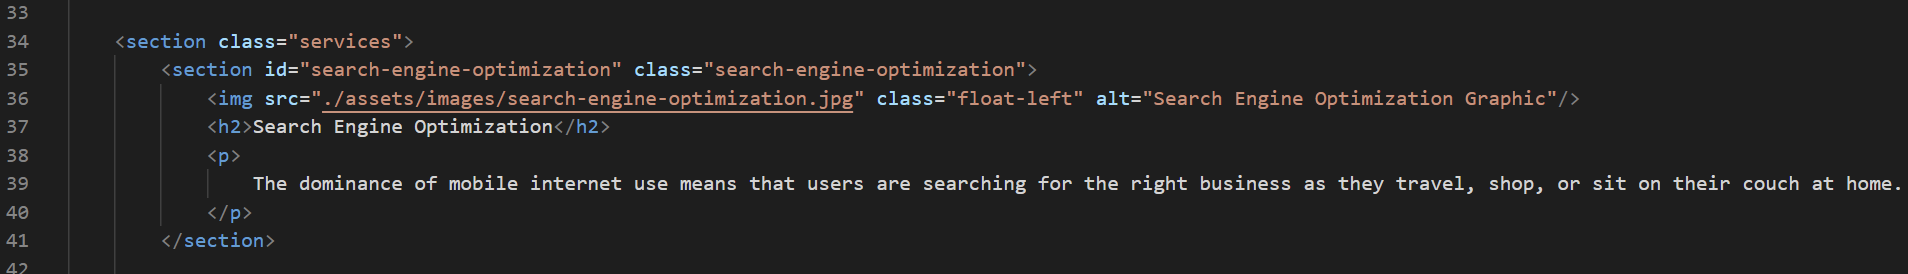 33
34 <section class="services">
35 <section id="search-engine-optimization" class="search-engine-optimization">
36 <img src="./assets/images/search-engine-optimization.jpg" class="float-left" alt="Search Engine Optimization Graphic"/>
37 <h2>Search Engine Optimization</h2>
38 <p>
39 The dominance of mobile internet use means that users are searching for the right business as they travel, shop, or sit on their couch at home.
40 </p>
41 </section>
42